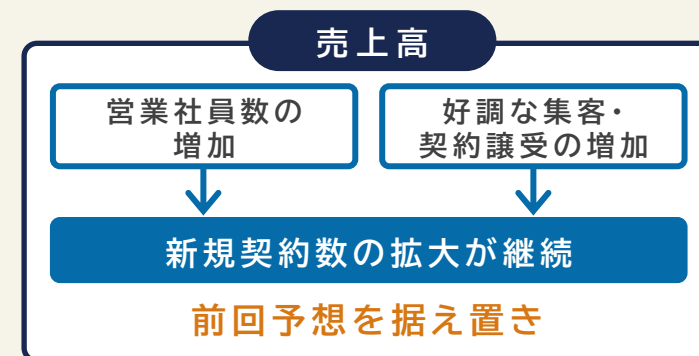 売上高
営業社員数の
増加
好調な集客・
契約譲受の増加
新規契約数の拡大が継続
前回予想を据え置き